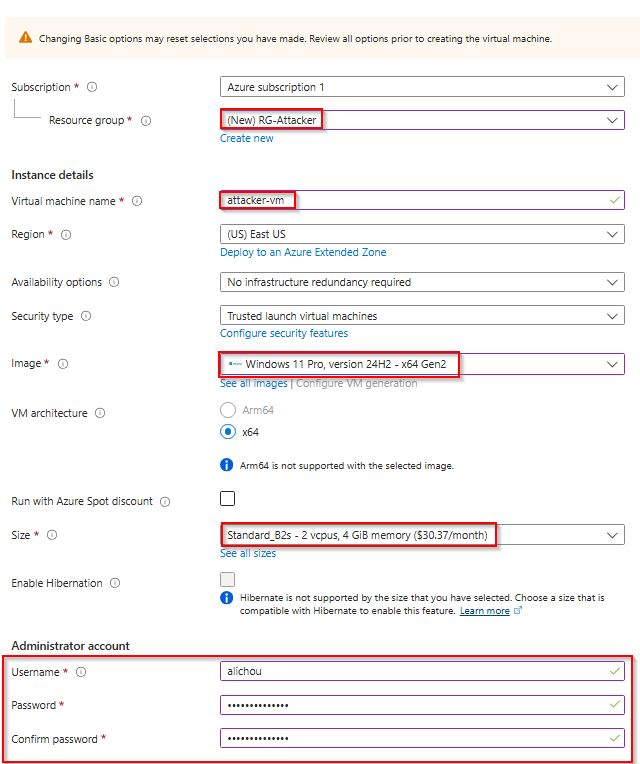 Changing Basic options may reset selections you have made. Review all options prior to creating the virtual machine.
Subscription * Azure subscription 1
Resource group * (New) RG-Attacker
Create new
Instance details
Virtual machine name * attacker-vm
Region * (US) East US
Deploy to an Azure Extended Zone
Availability options No infrastructure redundancy required
Security type Trusted launch virtual machines
Configure security features
Image * Windows 11 Pro, version 24H2 - x64 Gen2
See all images | Configure VM generation
VM architecture Arm64
x64
Arm64 is not supported with the selected image.
Run with Azure Spot discount
Size * Standard_B2s - 2 vcpus, 4 GiB memory ($30.37/month)
See all sizes
Enable Hibernation
Hibernate is not supported by the size that you have selected. Choose a size that is
compatible with Hibernate to enable this feature. Learn more
Administrator account
Username * alichou
Password * ••••••••••••••
Confirm password * ••••••••••••••